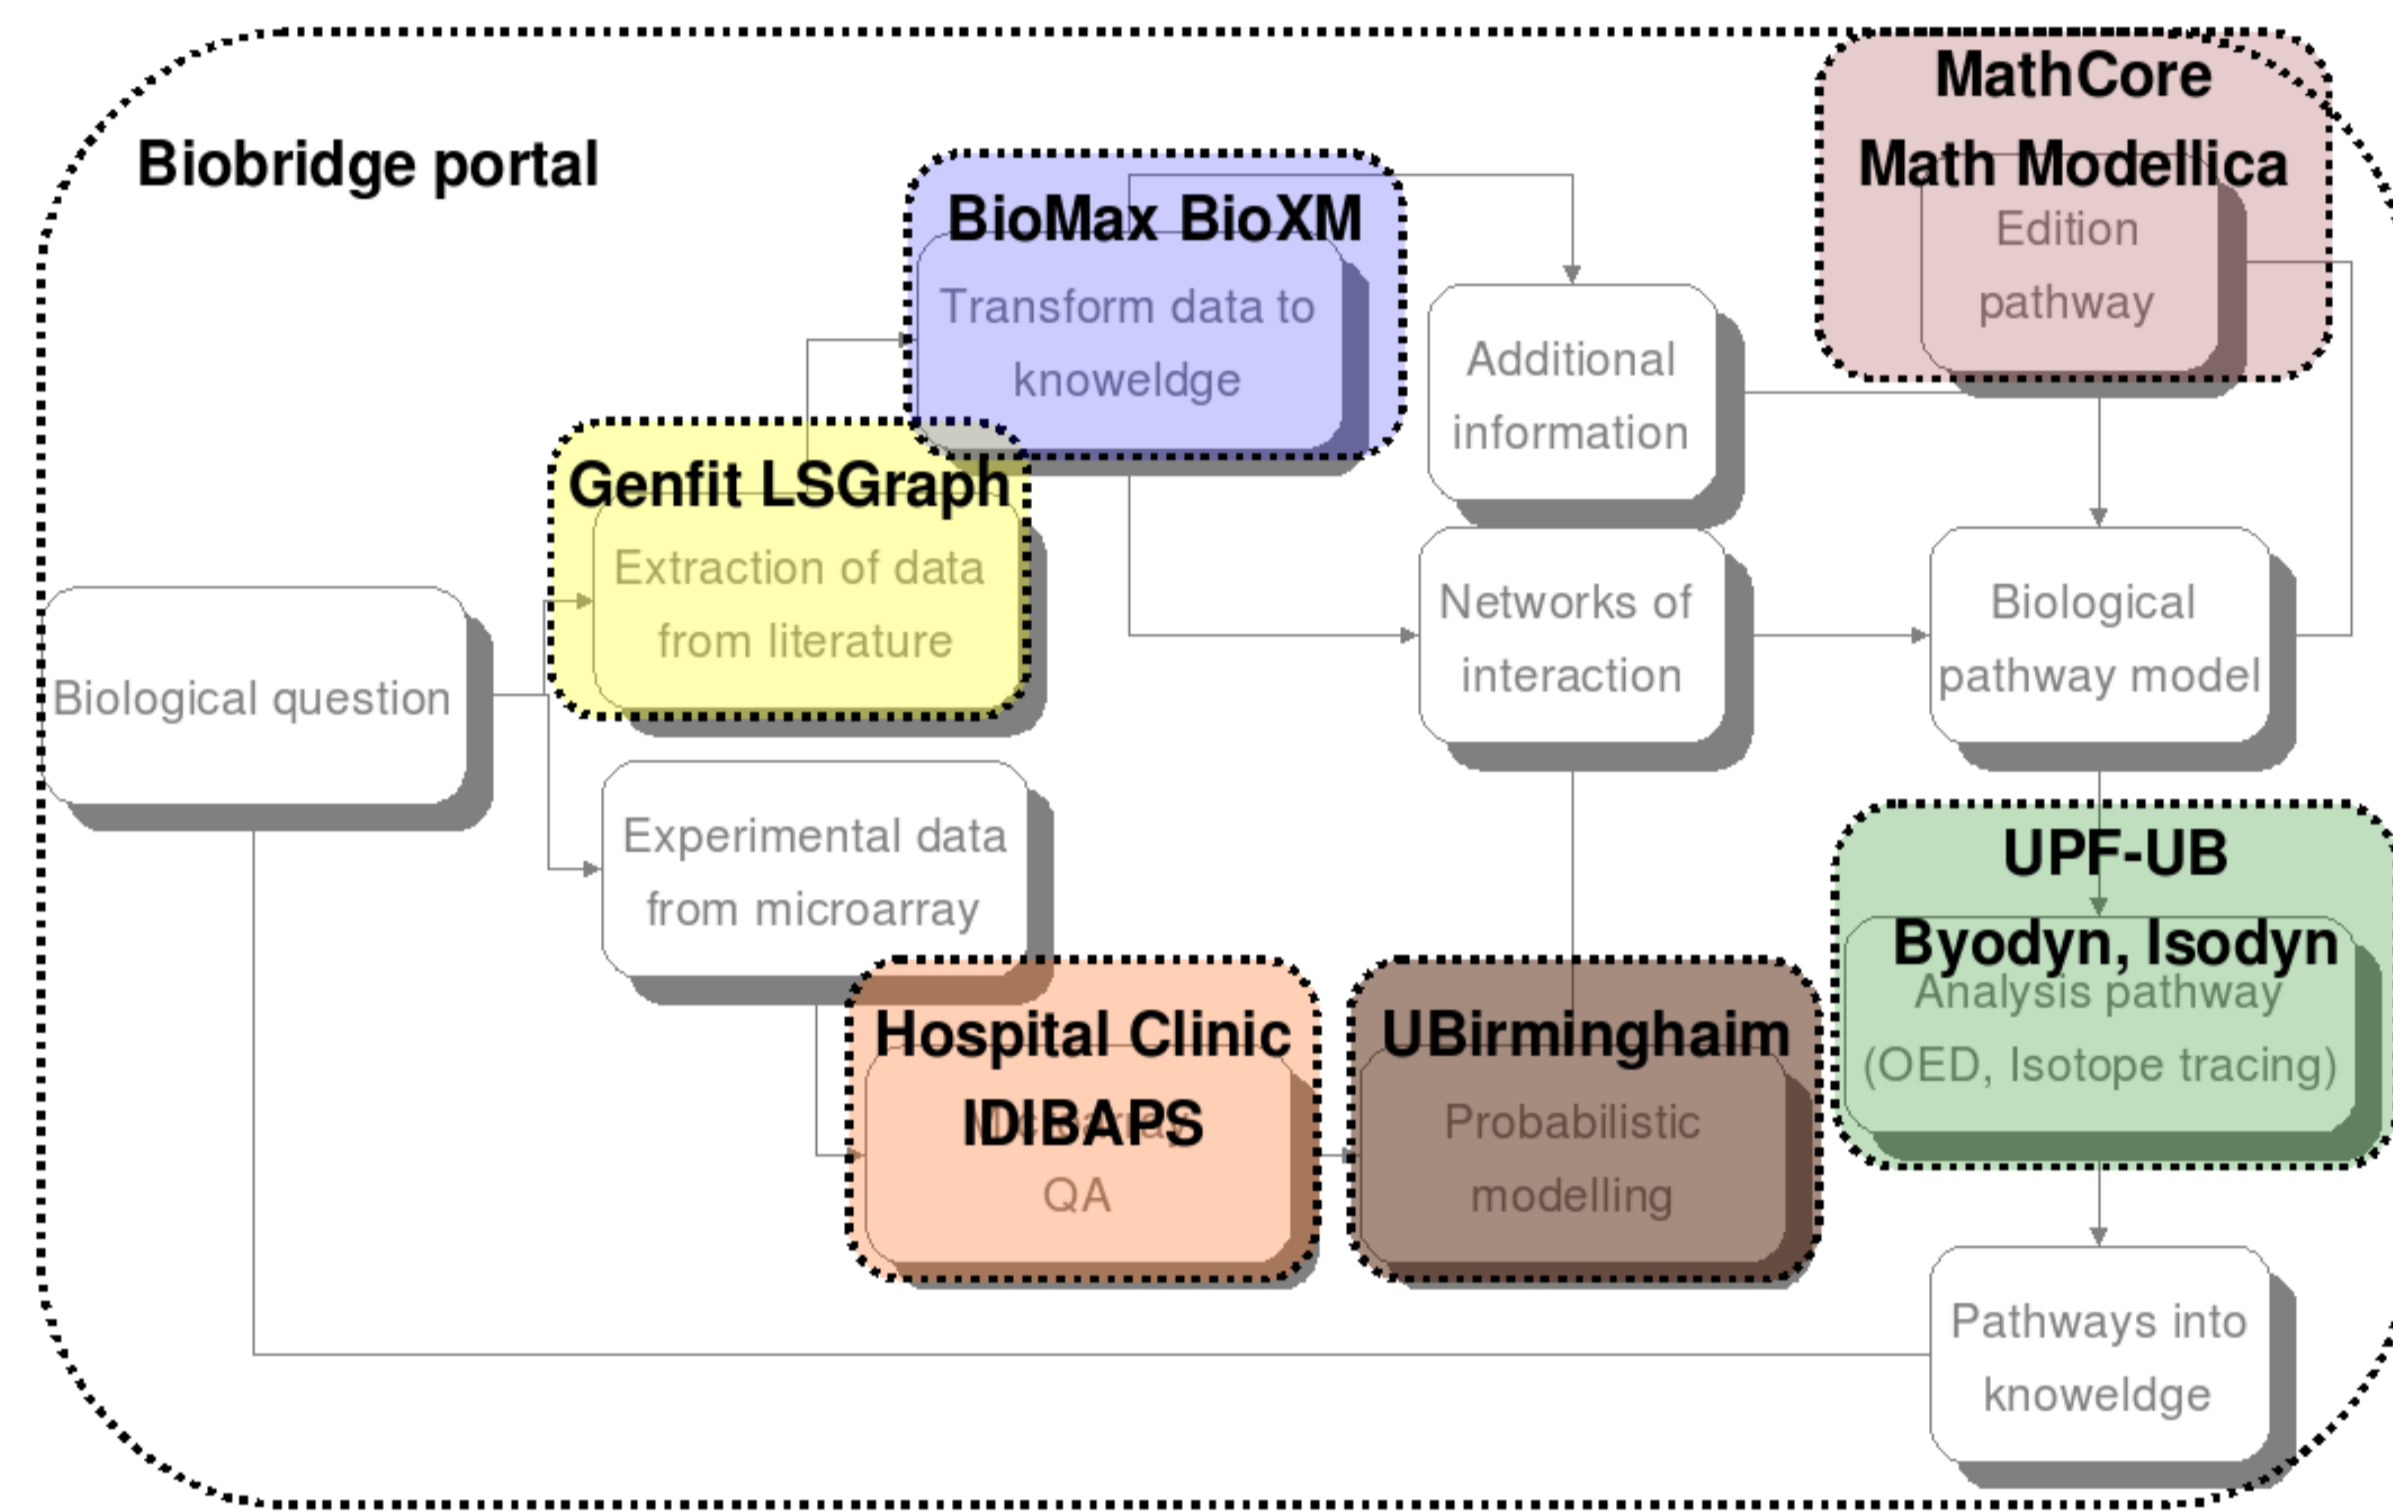 Biobridge portal
MathCore
Math Modellica
Edition
pathway
BioMax BioXM
Transform data to
knoweldge
Additional
information
Genfit LSGraph
Extraction of data
from literature
Networks of
interaction
Biological
pathway model
Biological question
Experimental data
from microarray
UPF-UB
Byodyn, Isodyn
Analysis pathway
(OED, Isotope tracing)
Hospital Clinic
IDIBAPS
Microarray
QA
UBirminghaim
Probabilistic
modelling
Pathways into
knoweldge